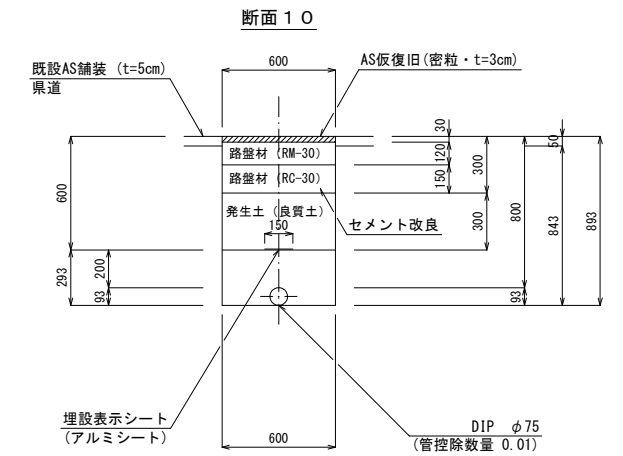 断面１０
既設AS舗装 (t=5cm)
県道
600
AS仮復旧(密粒・t=3cm)
30
50
路盤材 (RM-30)
120
路盤材 (RC-30)
150
300
600
発生土 (良質土)
150
セメント改良
300
800
843
893
293
200
93
93
埋設表示シート
(アルミシート)
600
DIP φ75
(管控除数量 0.01)